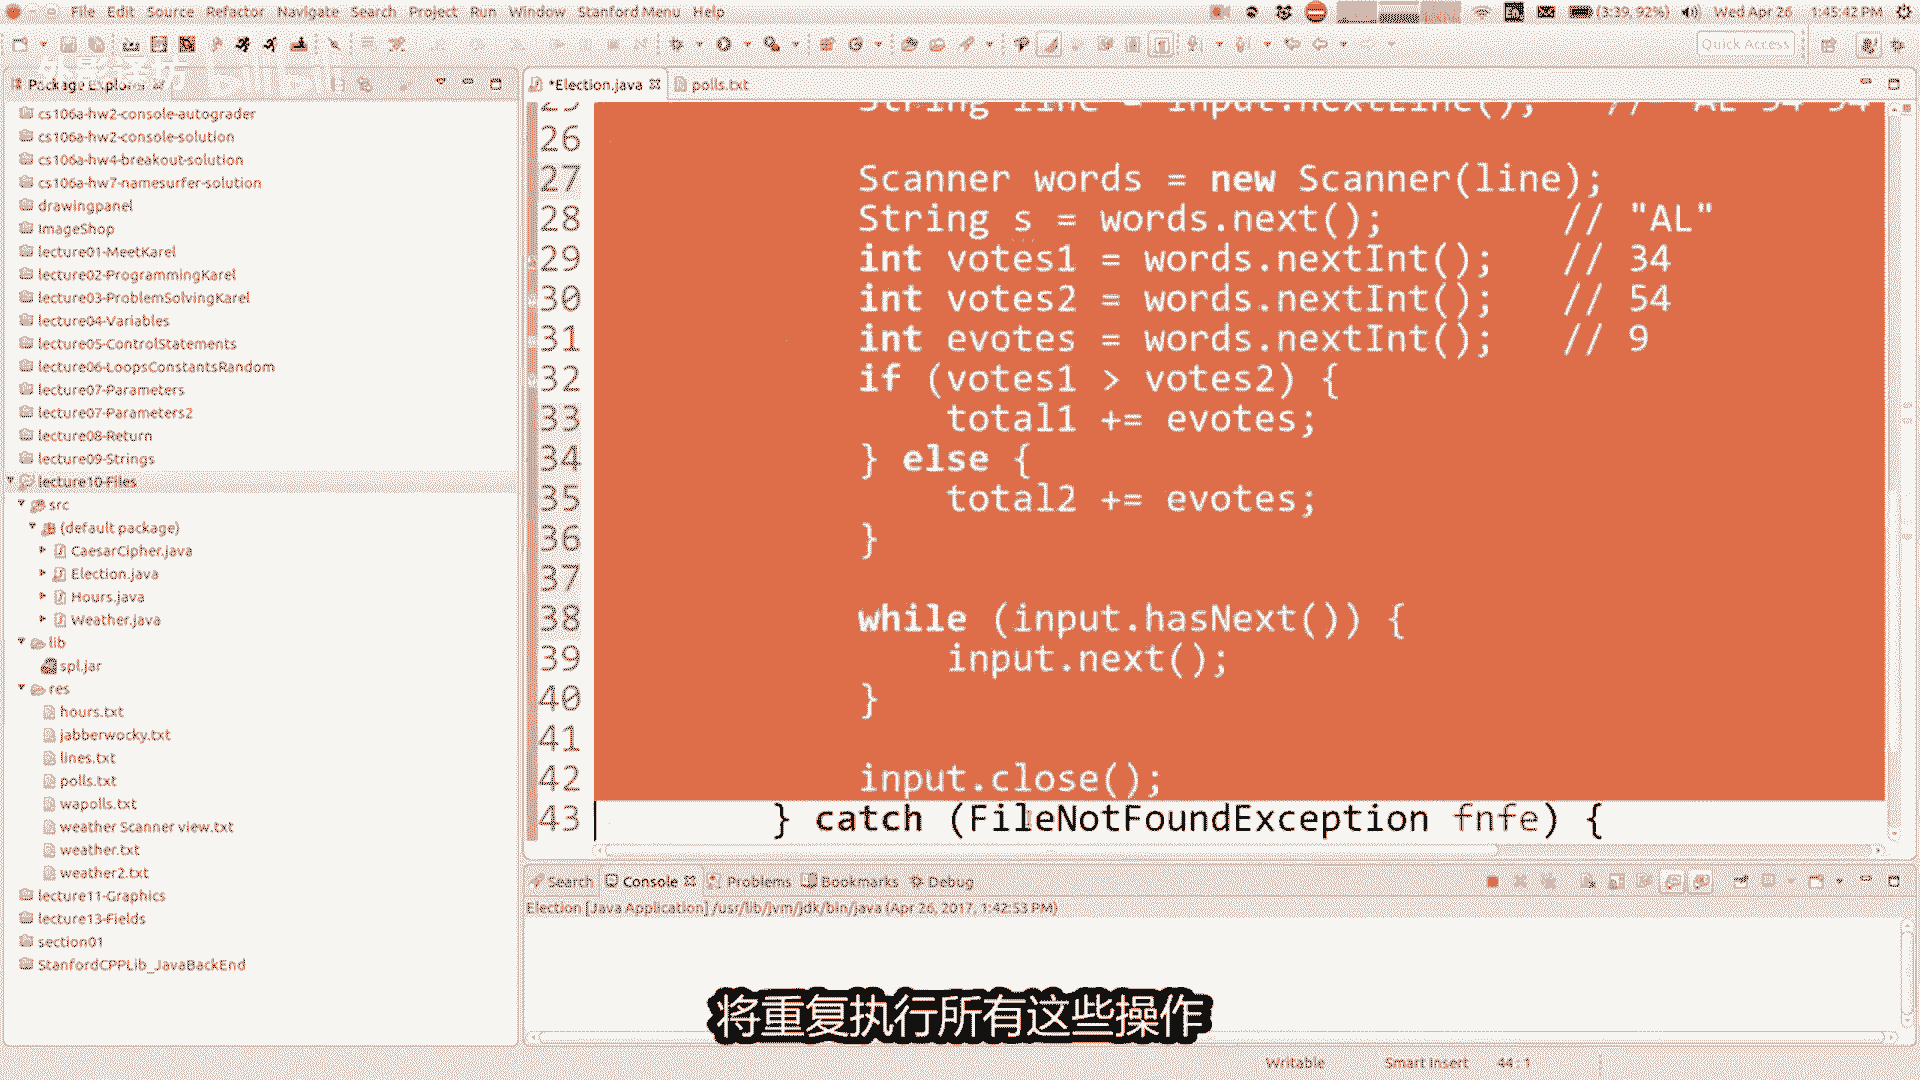 File Edit Source Refactor Navigate Search Project Run Window Stanford Menu Help
(3:39, 92%) Wed Apr 26 1:45:42 PM
Quick Access
Package Explorer
*Election.java polls.txt
cs106a-hw2-console-autograder
cs106a-hw2-console-solution
cs106a-hw4-breakout-solution
cs106a-hw7-namesurfer-solution
drawingpanel
ImageShop
lecture01-MeetKarel
lecture02-ProgrammingKarel
lecture03-ProblemSolvingKarel
lecture04-Variables
lecture05-ControlStatements
lecture06-LoopsConstantsRandom
lecture07-Parameters
lecture07-Parameters2
lecture08-Return
lecture09-Strings
lecture10-Files
src
(default package)
CaesarCipher.java
Election.java
Hours.java
Weather.java
lib
spl.jar
res
hours.txt
jabberwocky.txt
lines.txt
polls.txt
wapolls.txt
weather Scanner view.txt
weather.txt
weather2.txt
lecture11-Graphics
lecture13-Fields
section01
StanfordCPPLib_JavaBackEnd
25 String line = input.nextLine(); // "AL 34 54
26
27 Scanner words = new Scanner(line);
28 String s = words.next(); // "AL"
29 int votes1 = words.nextInt(); // 34
30 int votes2 = words.nextInt(); // 54
31 int evotes = words.nextInt(); // 9
32 if (votes1 > votes2) {
33 total1 += evotes;
34 } else {
35 total2 += evotes;
36 }
37
38 while (input.hasNext()) {
39 input.next();
40 }
41
42 input.close();
43 } catch (FileNotFoundException fnfe) {
Search Console Problems Bookmarks Debug
Election [Java Application] /usr/lib/jvm/jdk/bin/java (Apr 26, 2017, 1:42:53 PM)
将重复执行所有这些操作
Writable Smart Insert 44 : 1